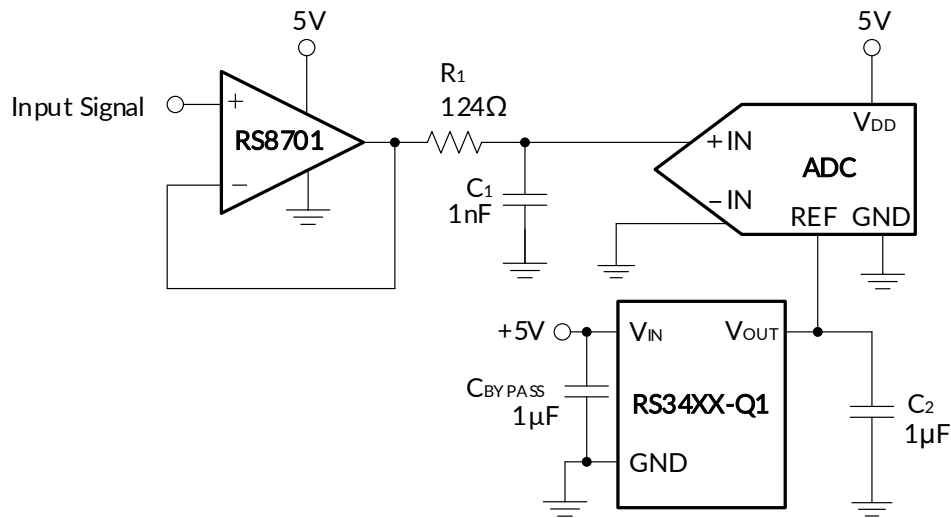 5V
5V
Input Signal
+
−
RS8701
R1
124Ω
C1
1nF
VDD
+IN
ADC
−IN
REF
GND
+5V
VIN
VOUT
CBYPASS
1µF
RS34XX-Q1
GND
C2
1µF